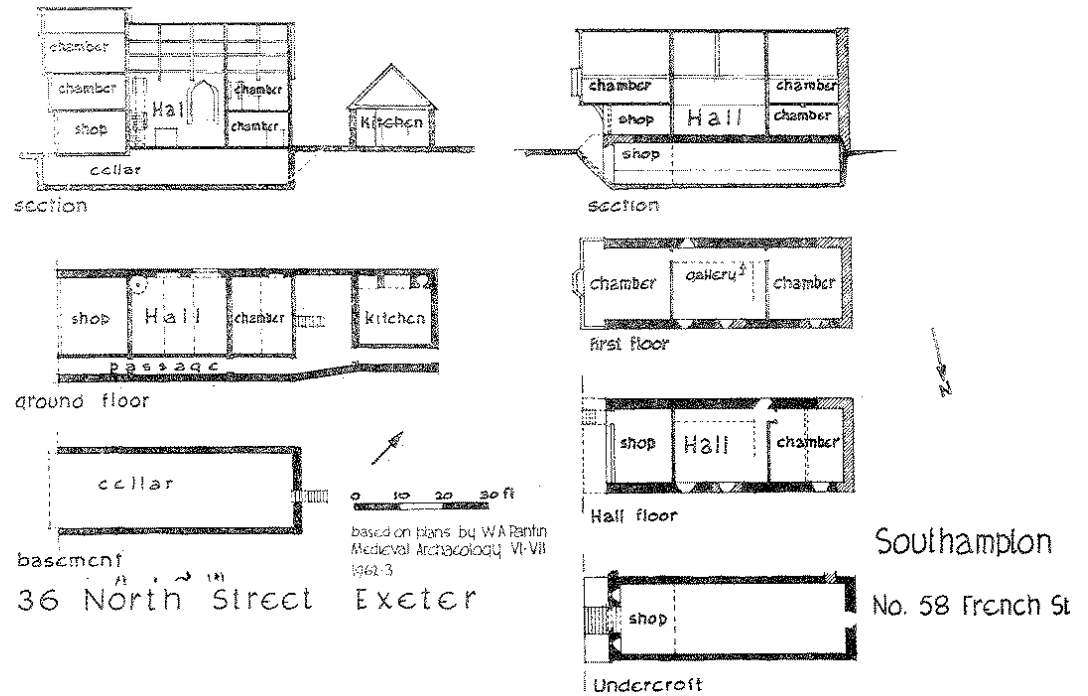 chamber
chamber
chamber
Hall
chamber
shop
chamber
Kitchen
cellar
section
shop
Hall
chamber
kitchen
passage
ground floor
cellar
basement
0 10 20 30 ft
based on plans by W A Pantin
Medieval Archaeology VI-VII
1962-3
36 North Street Exeter
chamber
chamber
shop
Hall
chamber
shop
section
chamber
gallery
chamber
First floor
N
shop
Hall
chamber
Hall floor
Southampton
No. 58 French St
shop
Undercroft